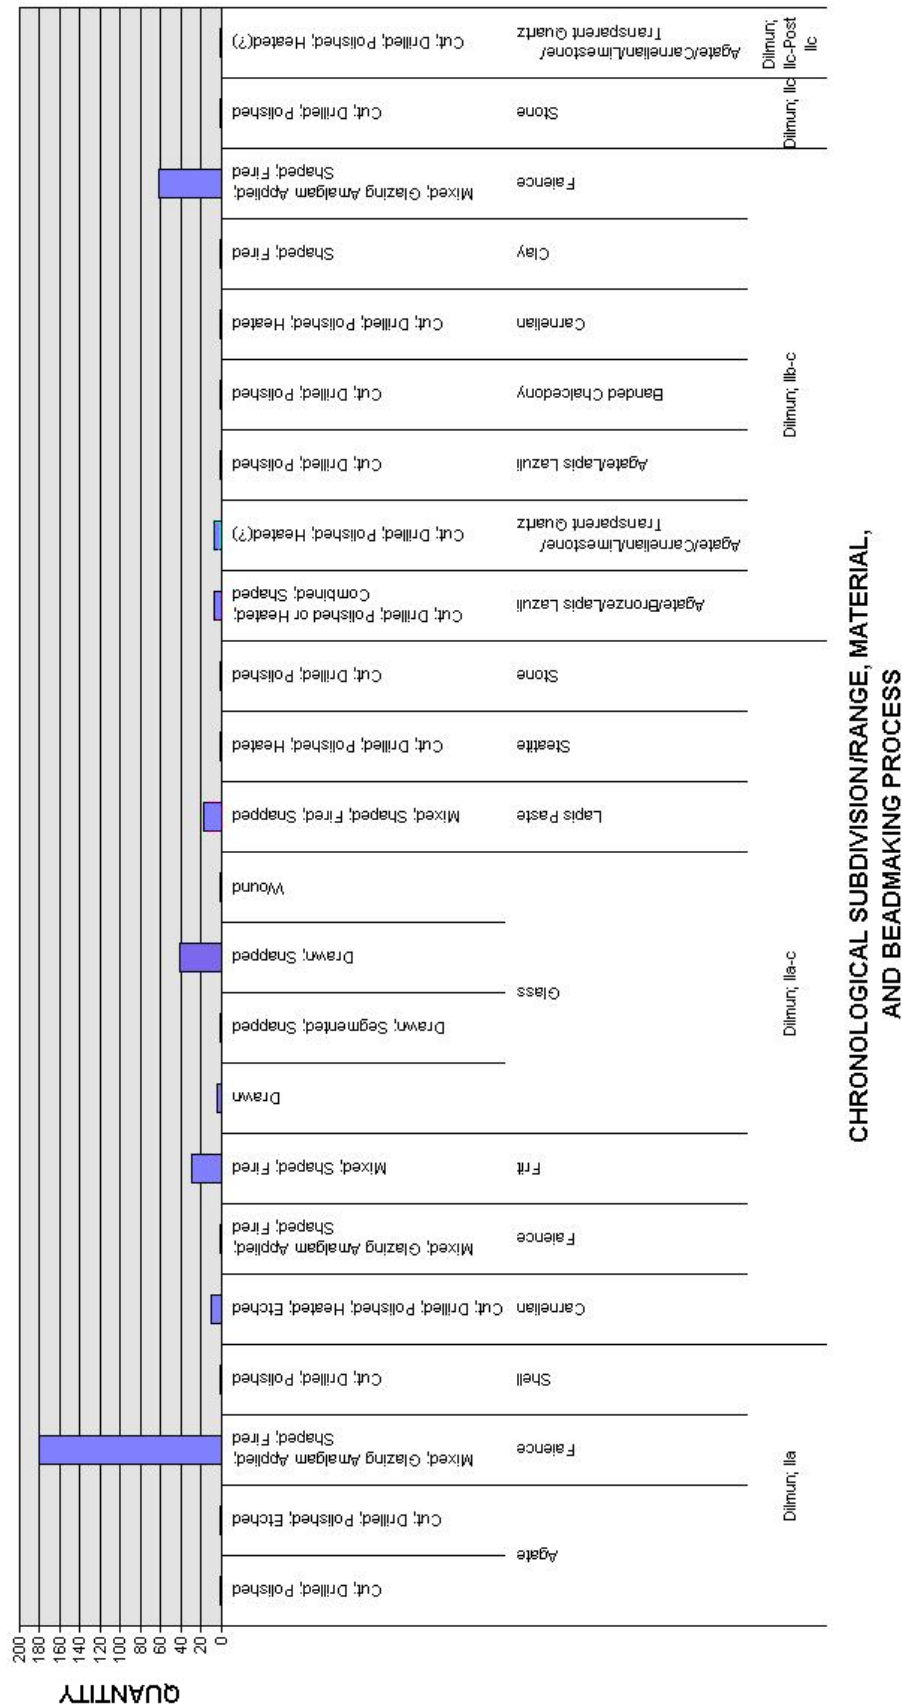 QUANTITY
200
180
160
140
120
100
80
60
40
20
0
Cut; Drilled; Polished
Cut; Drilled; Polished; Etched
Mixed; Glazing Amalgam Applied;
Shaped; Fired
Cut; Drilled; Polished
Cut; Drilled; Polished; Heated; Etched
Mixed; Glazing Amalgam Applied;
Shaped; Fired
Mixed; Shaped; Fired
Drawn
Drawn; Segmented; Snapped
Drawn; Snapped
Wound
Mixed; Shaped; Fired; Snapped
Cut; Drilled; Polished; Heated
Cut; Drilled; Polished
Cut; Drilled; Polished or Heated;
Combined; Shaped
Cut; Drilled; Polished; Heated(?)
Cut; Drilled; Polished
Cut; Drilled; Polished
Cut; Drilled; Polished; Heated
Shaped; Fired
Mixed; Glazing Amalgam Applied;
Shaped; Fired
Cut; Drilled; Polished
Cut; Drilled; Polished; Heated(?)
Agate
Faience
Shell
Carnelian
Faience
Frit
Glass
Lapis Paste
Steatite
Stone
Agate/Bronze/Lapis Lazuli
Agate/Carnelian/Limestone/
Transparent Quartz
Agate/Lapis Lazuli
Banded Chalcedony
Carnelian
Clay
Faience
Stone
Agate/Carnelian/Limestone/
Transparent Quartz
Dilmun; IIa
Dilmun; IIa-c
Dilmun; IIb-c
Dilmun; IIc
Dilmun;
IIc-Post
IIc
CHRONOLOGICAL SUBDIVISION/RANGE, MATERIAL,
AND BEADMAKING PROCESS